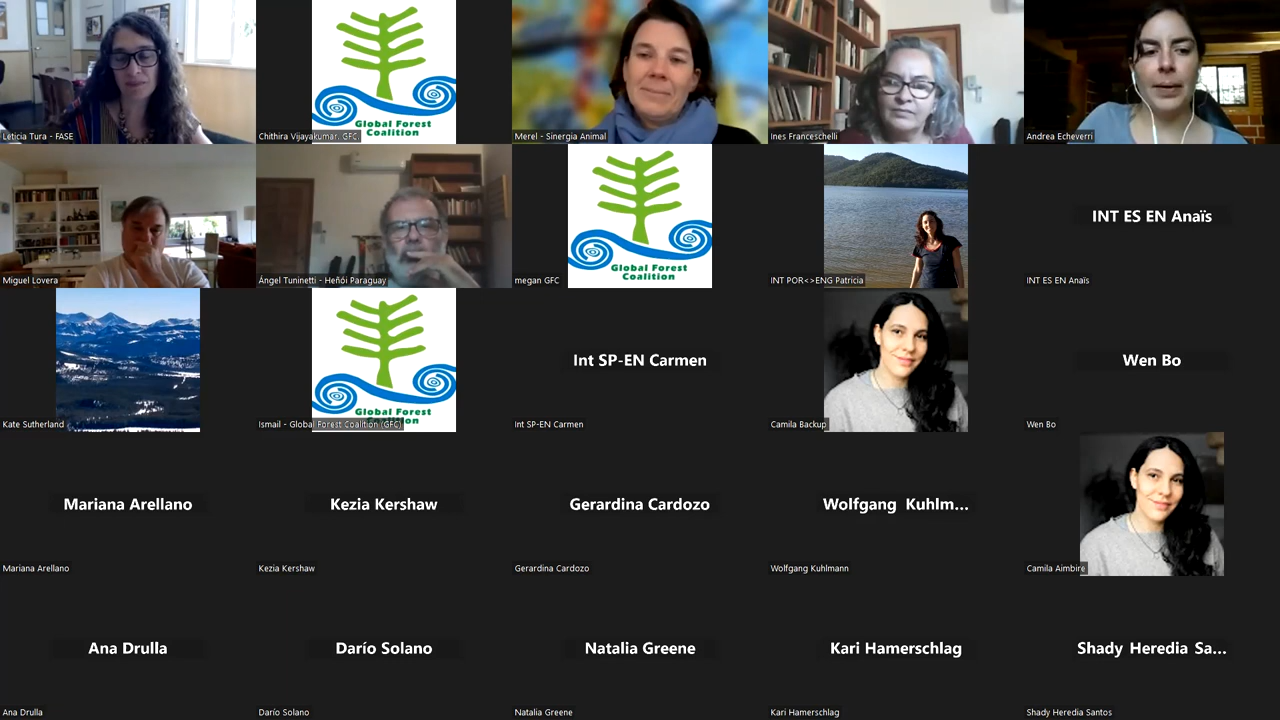 Leticia Tura - FASE
Global Forest
Coalition
Chithira Vijayakumar, GFC,
Merel - Sinergia Animal
Ines Franceschelli
Andrea Echeverri
Miguel Lovera
Ángel Tuninetti - Heñói Paraguay
Global Forest
Coalition
megan GFC
INT POR<>ENG Patricia
INT ES EN Anaïs
INT ES EN Anaïs
Kate Sutherland
Global Forest
Coalition
Ismail - Global Forest Coalition (GFC)
Int SP-EN Carmen
Int SP-EN Carmen
Camila Backup
Wen Bo
Wen Bo
Mariana Arellano
Mariana Arellano
Kezia Kershaw
Kezia Kershaw
Gerardina Cardozo
Gerardina Cardozo
Wolfgang Kuhlm...
Wolfgang Kuhlmann
Camila Aimbire
Ana Drulla
Ana Drulla
Darío Solano
Darío Solano
Natalia Greene
Natalia Greene
Kari Hamerschlag
Kari Hamerschlag
Shady Heredia Sa...
Shady Heredia Santos